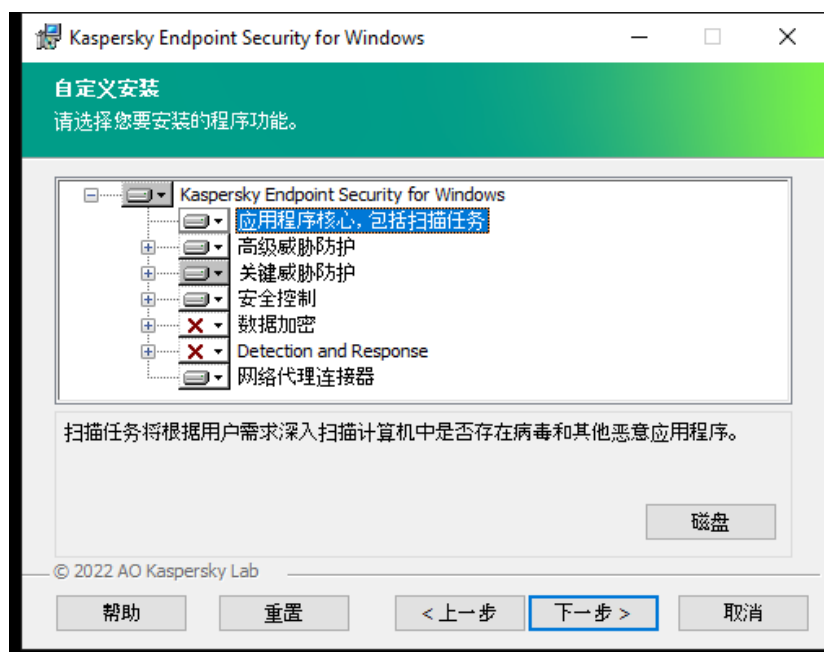 Kaspersky Endpoint Security for Windows
自定义安装
请选择您要安装的程序功能。
Kaspersky Endpoint Security for Windows
应用程序核心，包括扫描任务
高级威胁防护
关键威胁防护
安全控制
数据加密
Detection and Response
网络代理连接器
扫描任务将根据用户需求深入扫描计算机中是否存在病毒和其他恶意应用程序。
磁盘
© 2022 AO Kaspersky Lab
帮助 重置 <上一步 下一步 > 取消